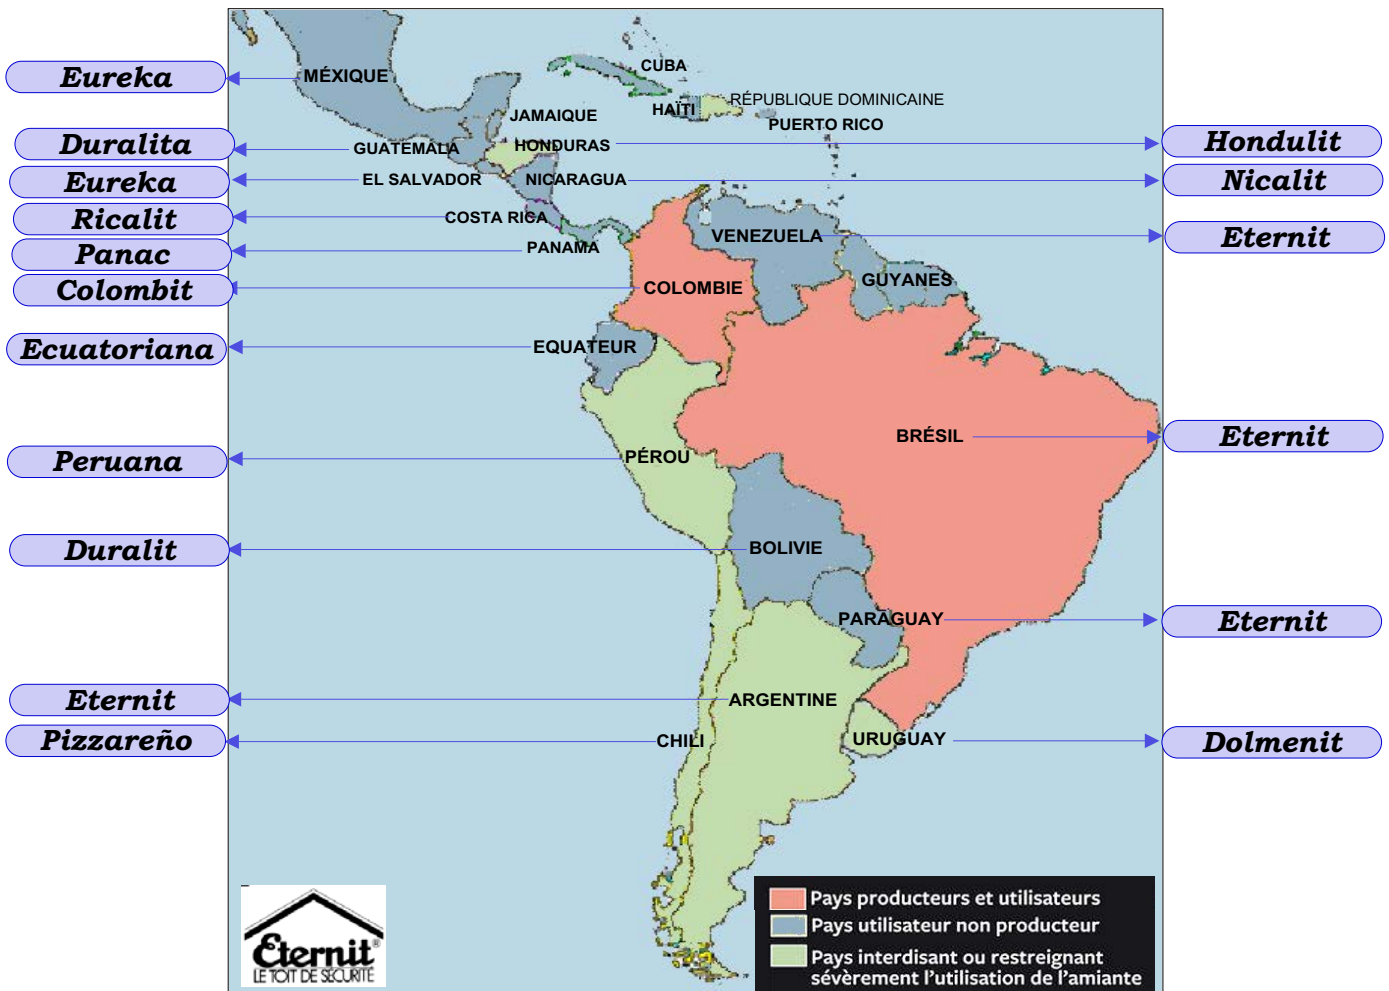 Eureka
MÉXIQUE
CUBA
HAÏTI
RÉPUBLIQUE DOMINICAINE
PUERTO RICO
JAMAIQUE
Duralita
GUATEMALA
HONDURAS
Hondulit
Eureka
EL SALVADOR
NICARAGUA
Nicalit
Ricalit
COSTA RICA
Panac
PANAMA
VENEZUELA
Eternit
GUYANES
Colombit
COLOMBIE
Ecuatoriana
EQUATEUR
BRÉSIL
Eternit
Peruana
PÉROU
Duralit
BOLIVIE
PARAGUAY
Eternit
Eternit
ARGENTINE
Pizzareño
CHILI
URUGUAY
Dolmenit
Eternit®
LE TOIT DE SÉCURITÉ
Pays producteurs et utilisateurs
Pays utilisateur non producteur
Pays interdisant ou restreignant
sévèrement l'utilisation de l'amiante